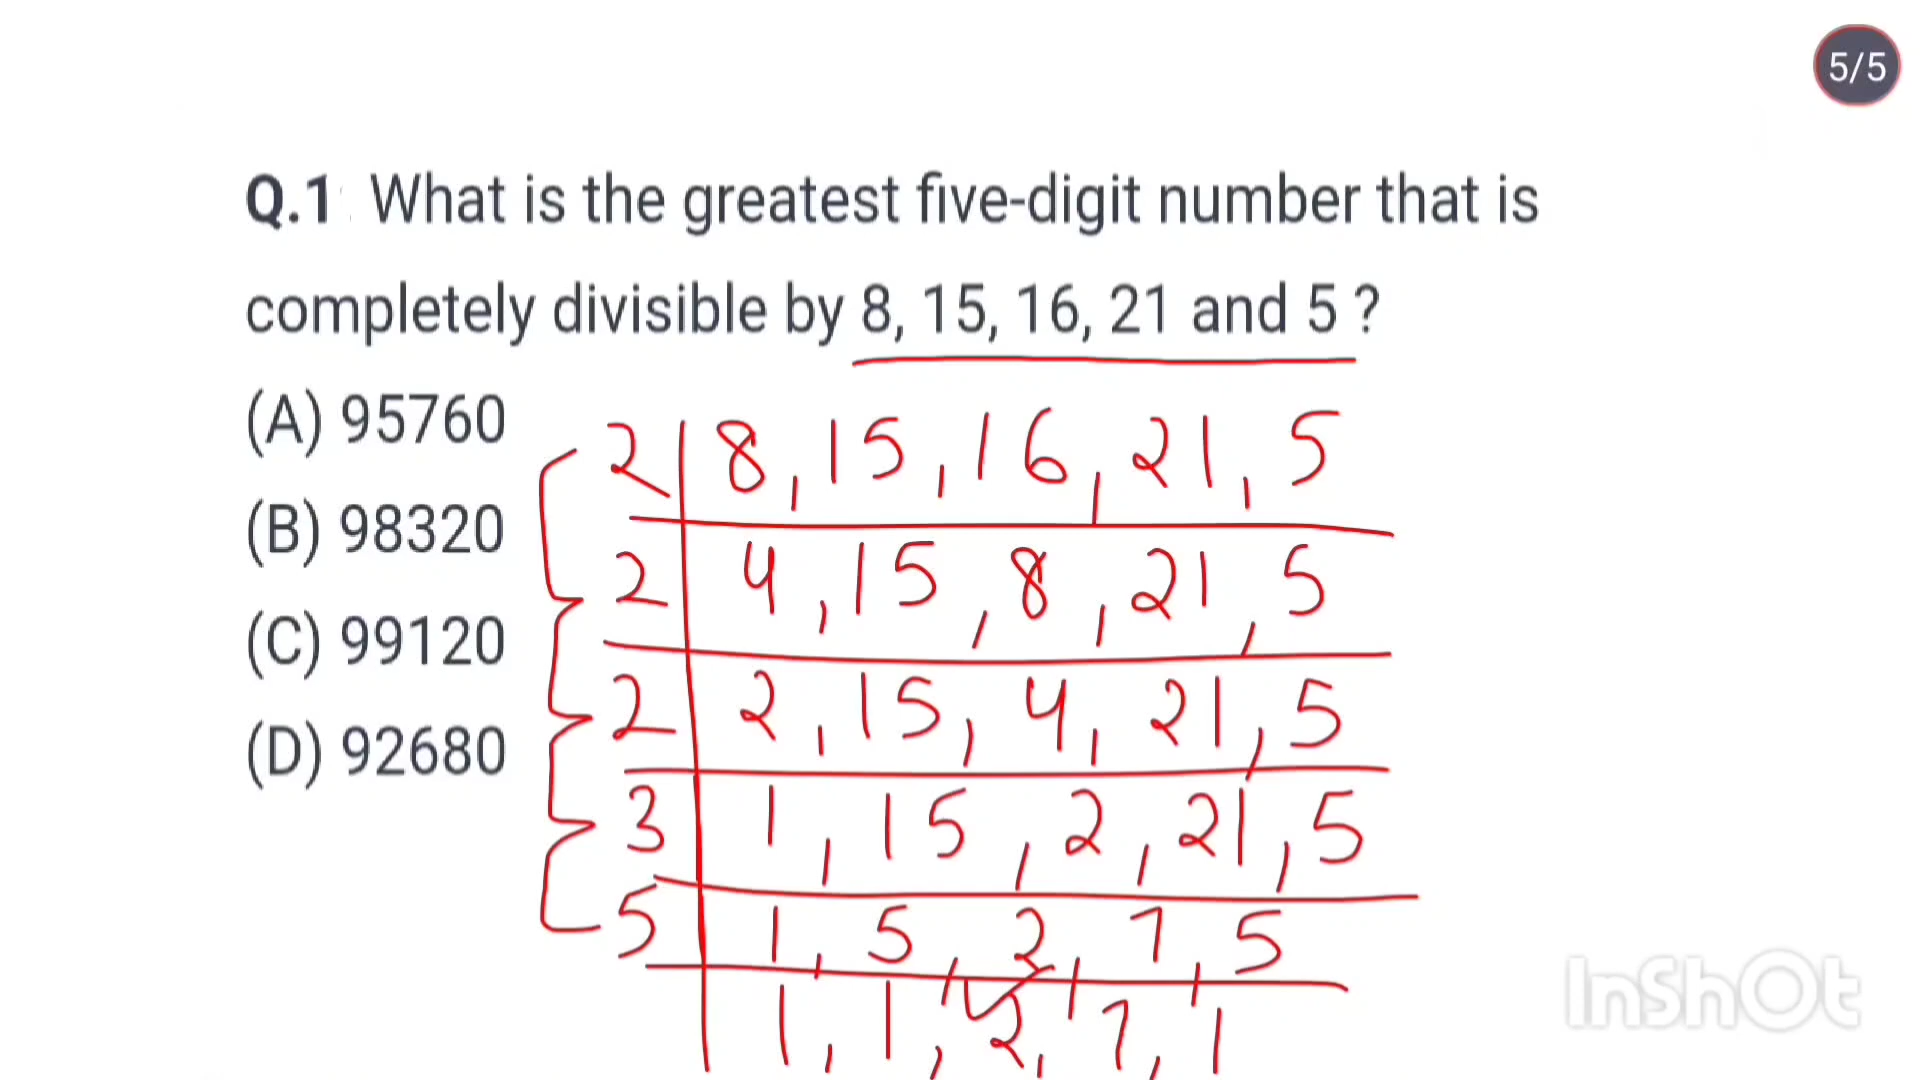 5/5
Q.1 What is the greatest five-digit number that is
completely divisible by 8, 15, 16, 21 and 5 ?
(A) 95760
(B) 98320
(C) 99120
(D) 92680
2 8, 15, 16, 21, 5
2 4, 15, 8, 21, 5
2 2, 15, 4, 21, 5
3 1, 15, 2, 21, 5
5 1, 5, 2, 7, 5
1, 1, 2, 7, 1
InShOt